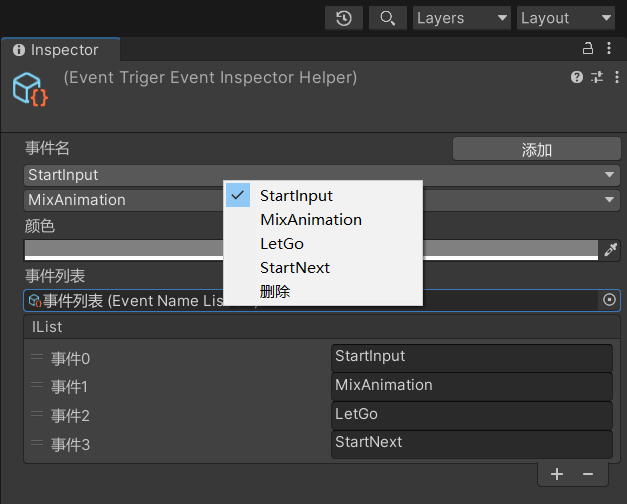 Layers
Layout
Inspector
(Event Triger Event Inspector Helper)
事件名
添加
StartInput
MixAnimation
StartInput
MixAnimation
LetGo
StartNext
删除
颜色
事件列表
事件列表 (Event Name Lis
IList
事件0
StartInput
事件1
MixAnimation
事件2
LetGo
事件3
StartNext